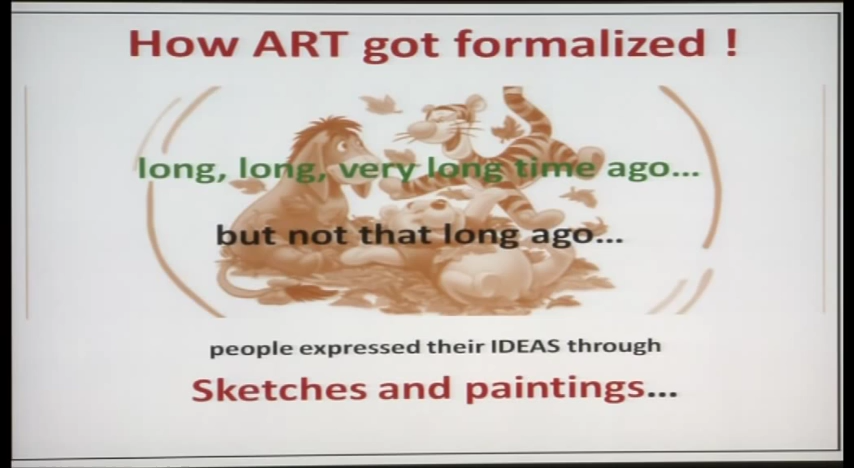 How ART got formalized !
long, long, very long time ago...
but not that long ago...
people expressed their IDEAS through
Sketches and paintings...